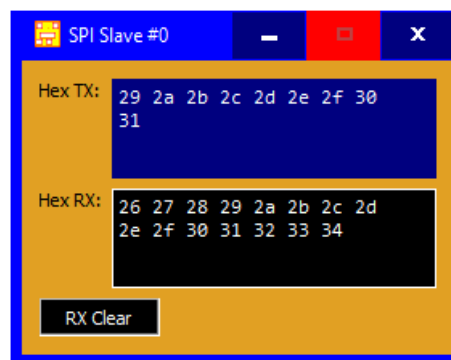 SPI Slave #0
Hex TX:
29 2a 2b 2c 2d 2e 2f 30
31
Hex RX:
26 27 28 29 2a 2b 2c 2d
2e 2f 30 31 32 33 34
RX Clear